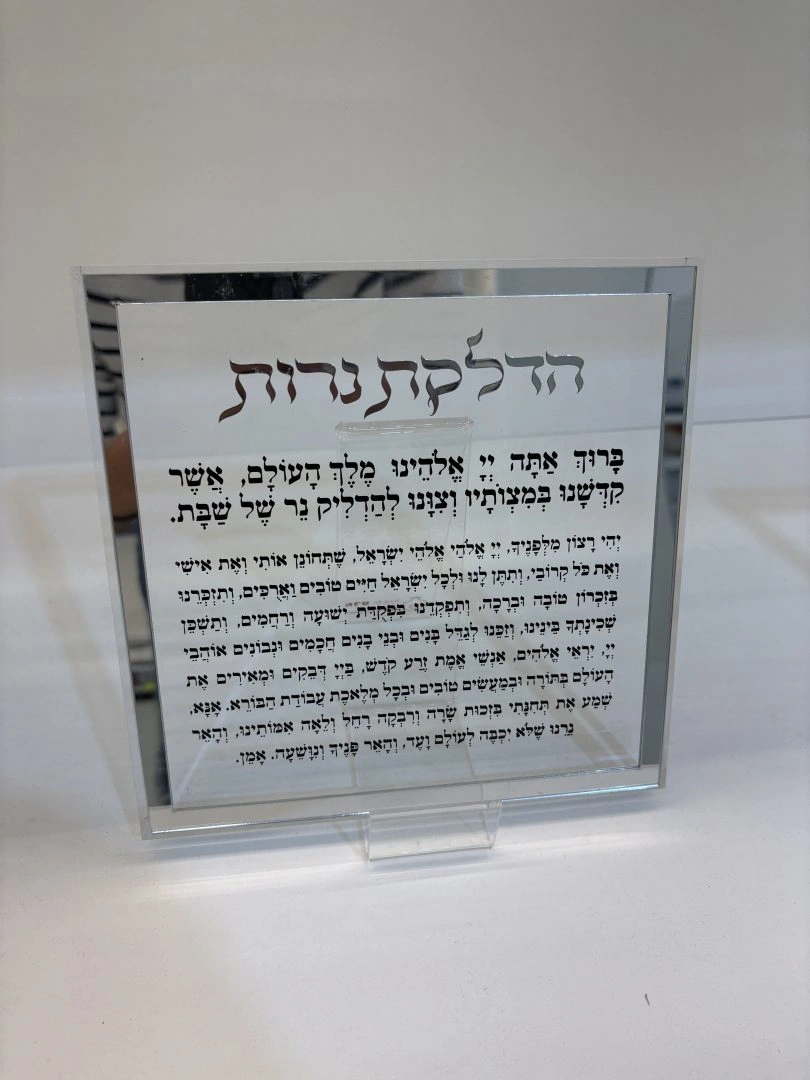 הדלקת נרות
בָּרוּךְ אַתָּה יְיָ אֱלֹהֵינוּ מֶלֶךְ הָעוֹלָם, אֲשֶׁר
קִדְּשָׁנוּ בְּמִצְוֹתָיו וְצִוָּנוּ לְהַדְלִיק נֵר שֶׁל שַׁבָּת.
יְהִי רָצוֹן מִלְּפָנֶיךָ, יְיָ אֱלֹהַי אֱלֹהֵי יִשְׂרָאֵל, שֶׁתְּחוֹנֵן אוֹתִי וְאֶת אִישִׁי
וְאֶת כֹּל קְרוֹבַי, וְתִתֶּן לָנוּ וּלְכָל יִשְׂרָאֵל חַיִּים טוֹבִים וַאֲרֻכִּים, וְתִזְכְּרֵנוּ
בְּזִכְרוֹן טוֹבָה וּבְרָכָה, וְתִפְקְדֵנוּ בִּפְקֻדַּת יְשׁוּעָה וְרַחֲמִים, וְתַשְׁכֵּן
שְׁכִינָתְךָ בֵּינֵינוּ, וְזַכֵּנוּ לְגַדֵּל בָּנִים וּבְנֵי בָנִים חֲכָמִים וּנְבוֹנִים אוֹהֲבֵי
יְיָ, יִרְאֵי אֱלֹהִים, אַנְשֵׁי אֱמֶת זֶרַע קֹדֶשׁ, בַּיְיָ דְּבֵקִים וּמְאִירִים אֶת
הָעוֹלָם בְּתוֹרָה וּבְמַעֲשִׂים טוֹבִים וּבְכָל מְלֶאכֶת עֲבוֹדַת הַבּוֹרֵא. אָנָּא,
שְׁמַע אֶת תְּחִנָּתִי בִּזְכוּת שָׂרָה וְרִבְקָה רָחֵל וְלֵאָה אִמּוֹתֵינוּ, וְהָאֵר
נֵרֵנוּ שֶׁלֹּא יִכְבֶּה לְעוֹלָם וָעֶד, וְהָאֵר פָּנֶיךָ וְנִוָּשֵׁעָה. אָמֵן.